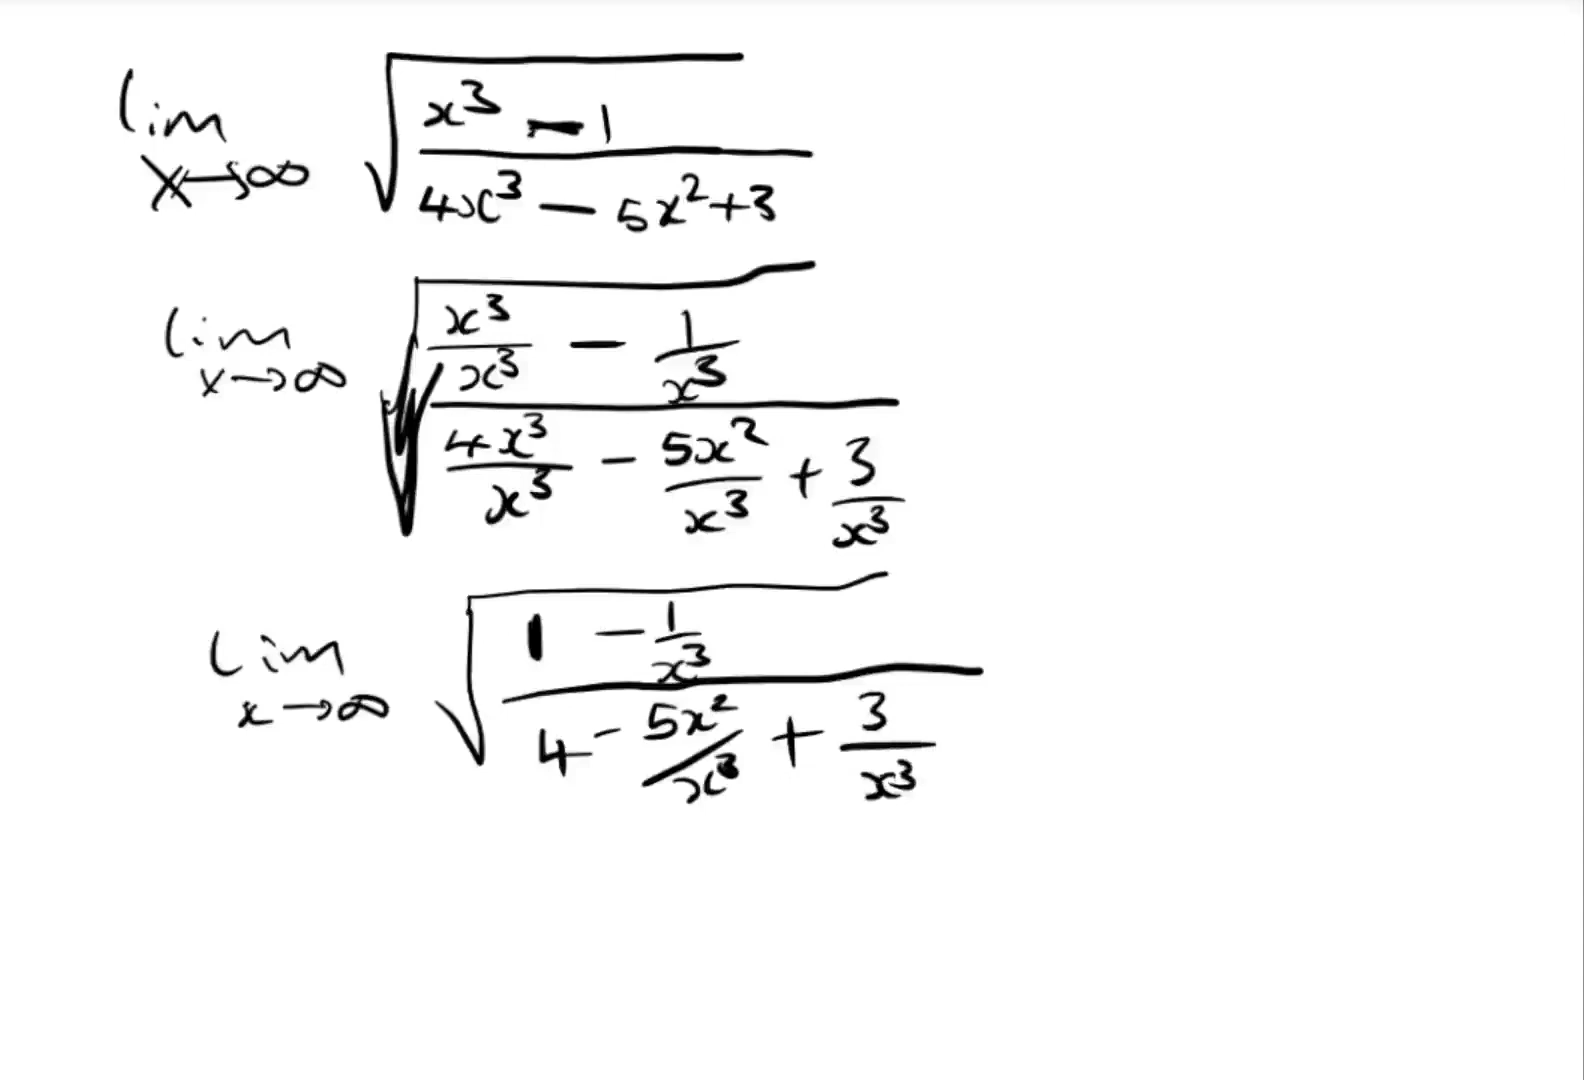 lim x→∞ √((x³ - 1)/(4x³ - 5x² + 3))
lim x→∞ √((x³/x³ - 1/x³)/(4x³/x³ - 5x²/x³ + 3/x³))
lim x→∞ √((1 - 1/x³)/(4 - 5x²/x³ + 3/x³))